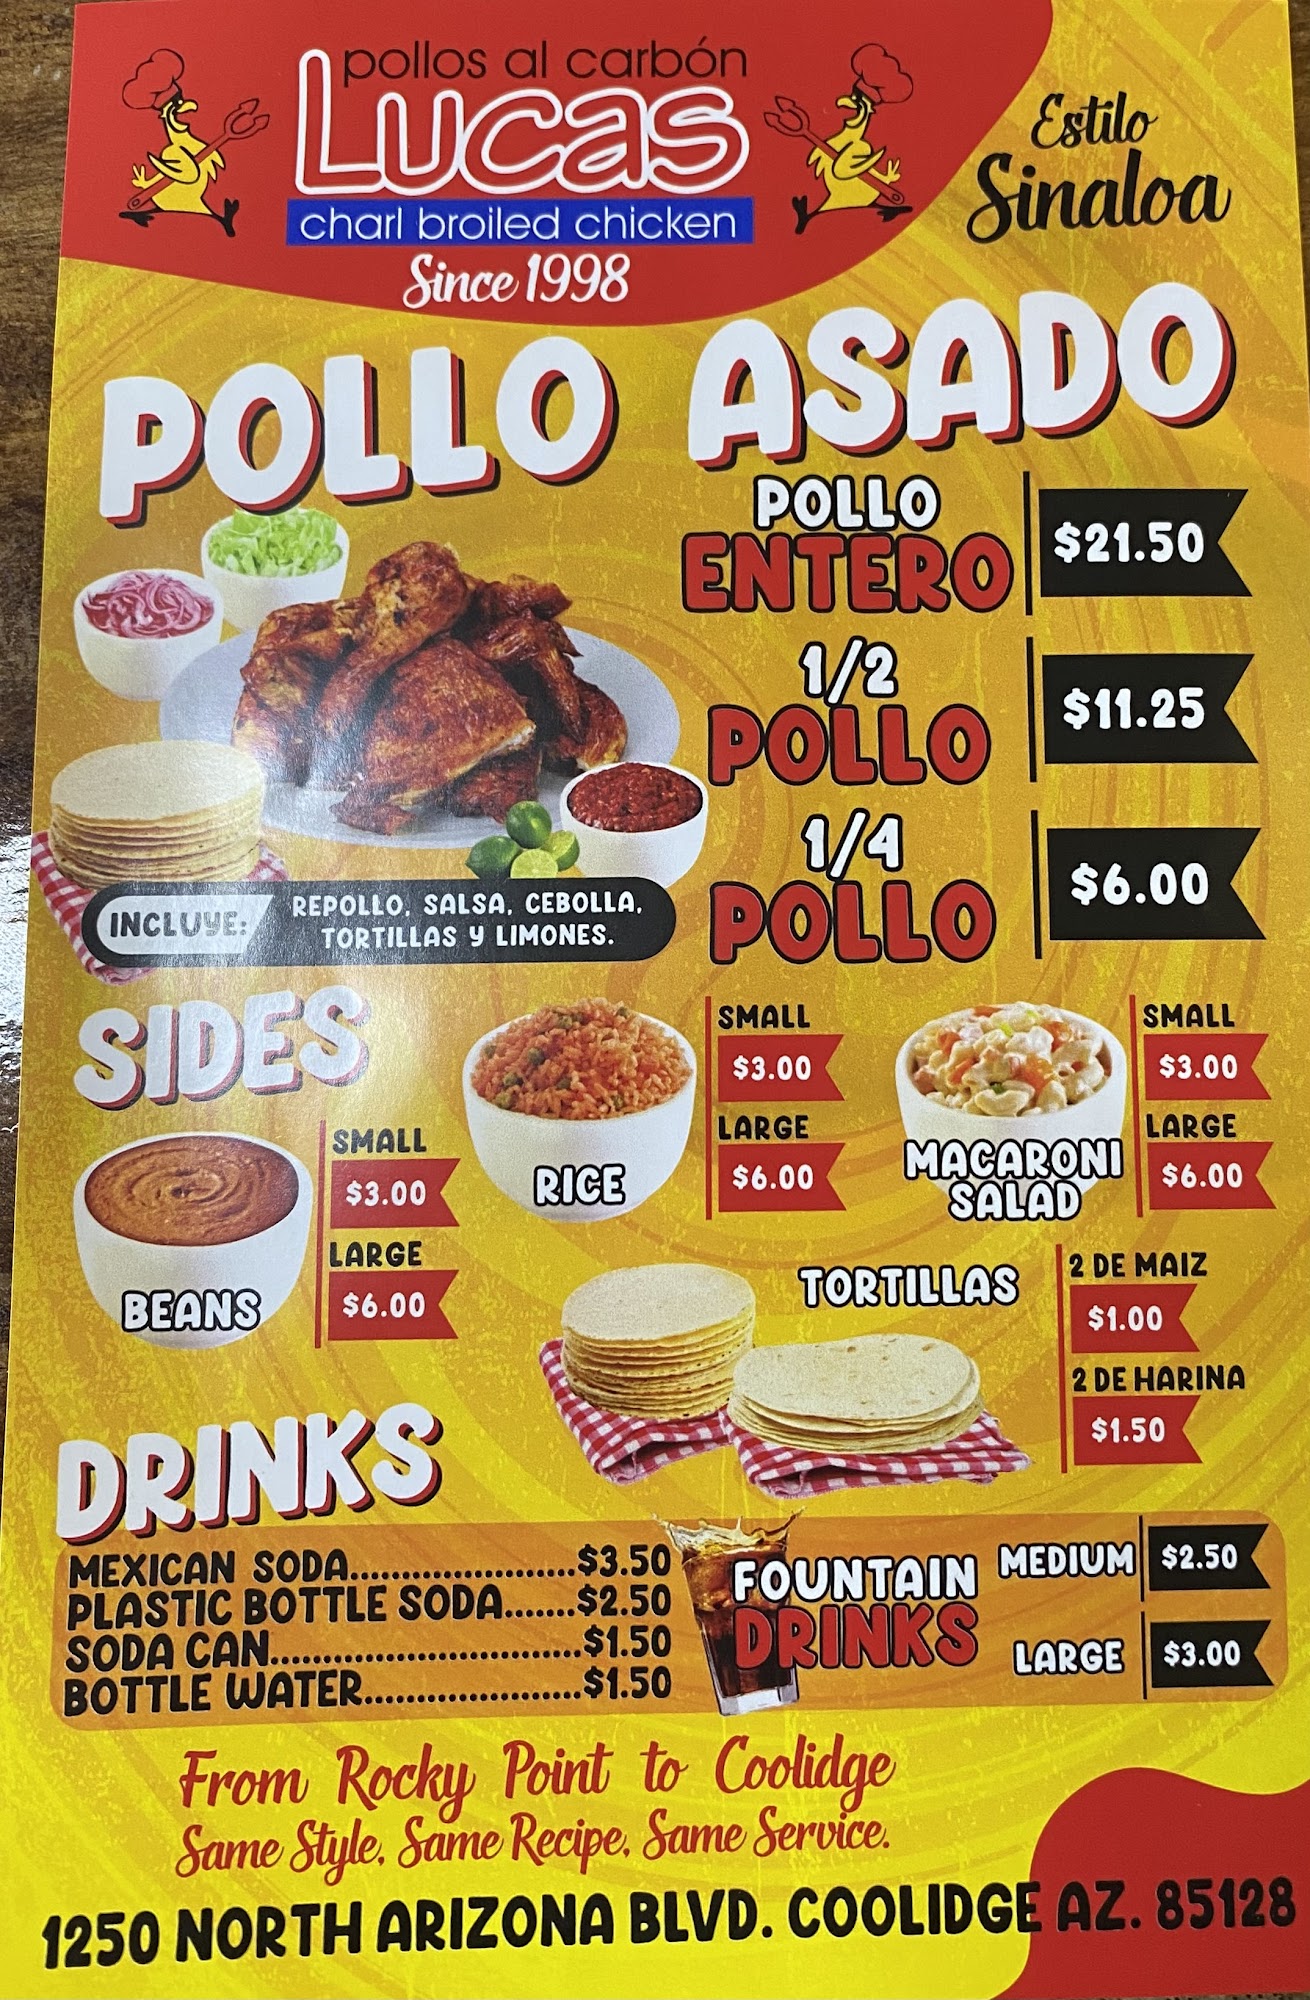 pollos al carbón
Lucas
charl broiled chicken
Since 1998
Estilo
Sinaloa
POLLO ASADO
POLLO
ENTERO
$21.50
1/2
POLLO
$11.25
1/4
POLLO
$6.00
INCLUYE:
REPOLLO, SALSA, CEBOLLA,
TORTILLAS Y LIMONES.
SIDES
BEANS
SMALL
$3.00
LARGE
$6.00
RICE
SMALL
$3.00
LARGE
$6.00
MACARONI
SALAD
SMALL
$3.00
LARGE
$6.00
TORTILLAS
2 DE MAIZ
$1.00
2 DE HARINA
$1.50
DRINKS
MEXICAN SODA......................$3.50
PLASTIC BOTTLE SODA.......$2.50
SODA CAN..............................$1.50
BOTTLE WATER.....................$1.50
FOUNTAIN
DRINKS
MEDIUM
$2.50
LARGE
$3.00
From Rocky Point to Coolidge
Same Style, Same Recipe, Same Service.
1250 NORTH ARIZONA BLVD. COOLIDGE AZ. 85128